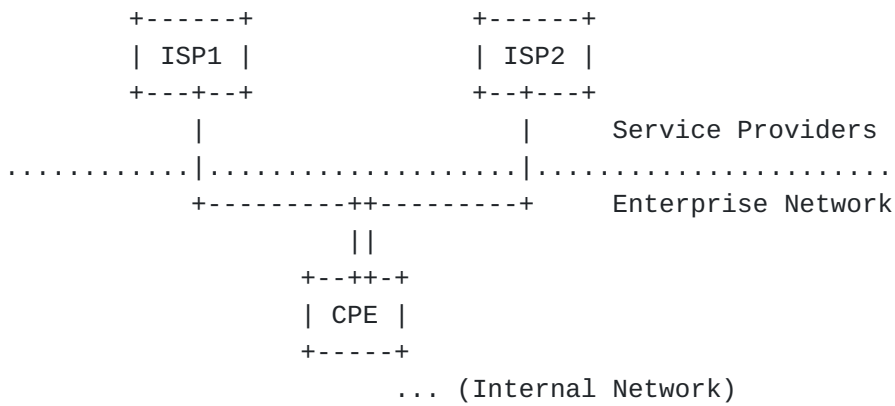 +------+ +------+
| ISP1 | | ISP2 |
+---+--+ +--+---+
| | Service Providers
............|.....................|.......................
+---------++---------+ Enterprise Network
||
+--++-+
| CPE |
+-----+
... (Internal Network)